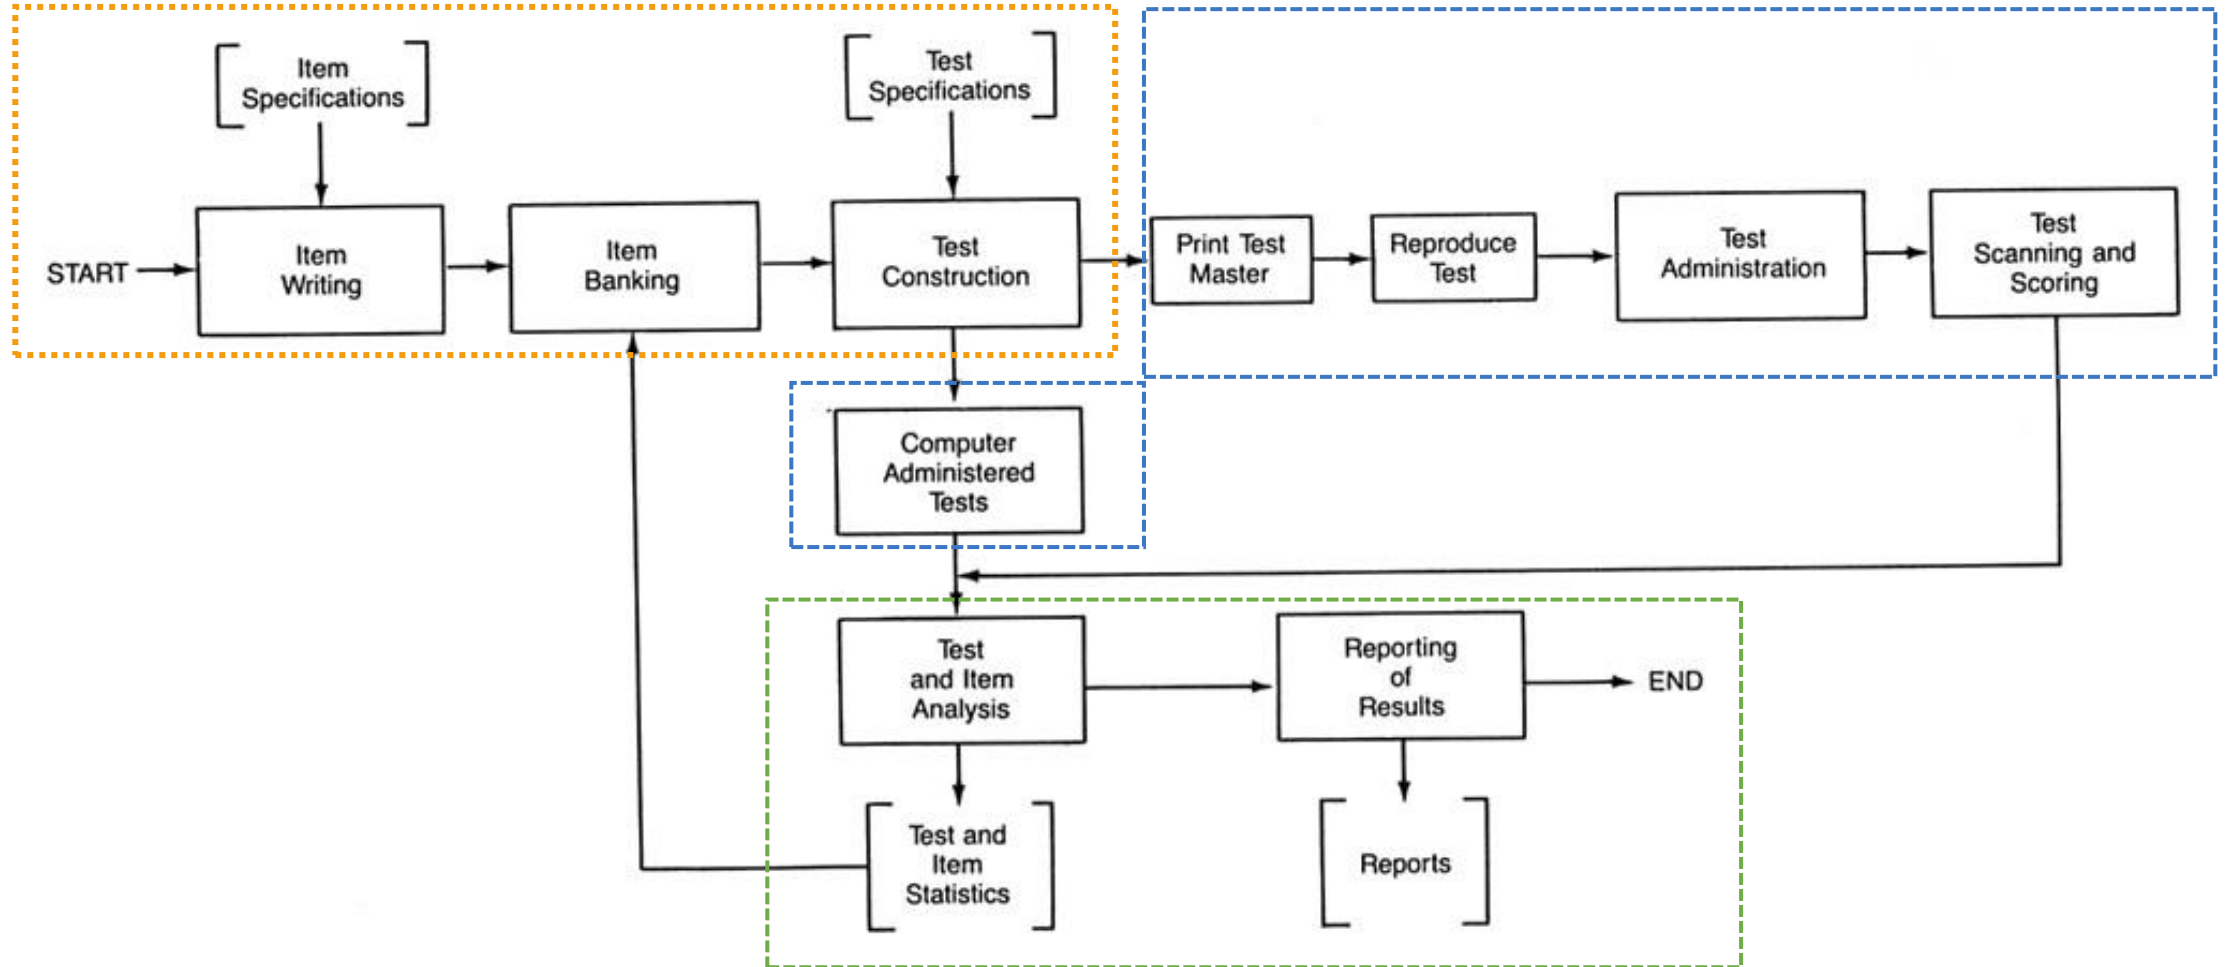 Item
Specifications
Test
Specifications
START
Item
Writing
Item
Banking
Test
Construction
Print Test
Master
Reproduce
Test
Test
Administration
Test
Scanning and
Scoring
Computer
Administered
Tests
Test
and Item
Analysis
Reporting
of
Results
END
Test and
Item
Statistics
Reports